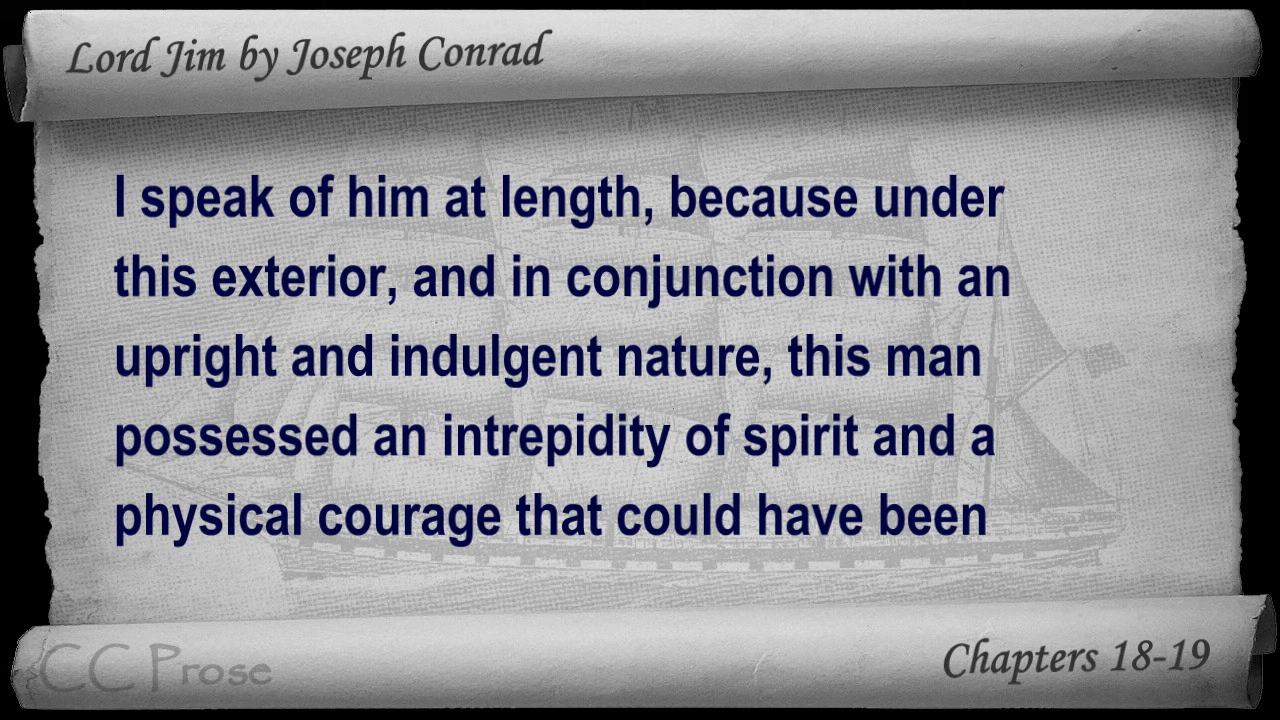 Lord Jim by Joseph Conrad
I speak of him at length, because under
this exterior, and in conjunction with an
upright and indulgent nature, this man
possessed an intrepidity of spirit and a
physical courage that could have been
CC Prose
Chapters 18-19